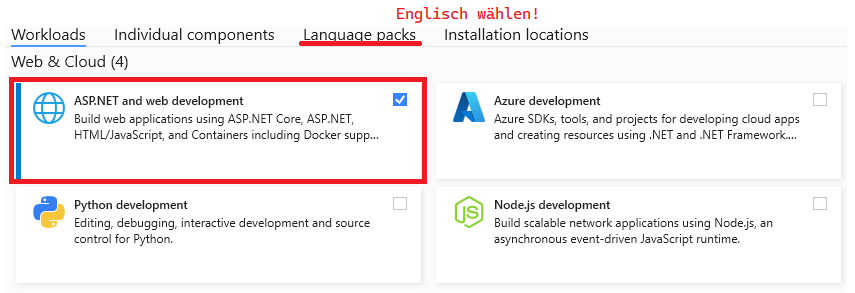 Englisch wählen!
Workloads Individual components Language packs Installation locations
Web & Cloud (4)
ASP.NET and web development
Build web applications using ASP.NET Core, ASP.NET,
HTML/JavaScript, and Containers including Docker supp...
Azure development
Azure SDKs, tools, and projects for developing cloud apps
and creating resources using .NET and .NET Framework....
Python development
Editing, debugging, interactive development and source
control for Python.
Node.js development
Build scalable network applications using Node.js, an
asynchronous event-driven JavaScript runtime.